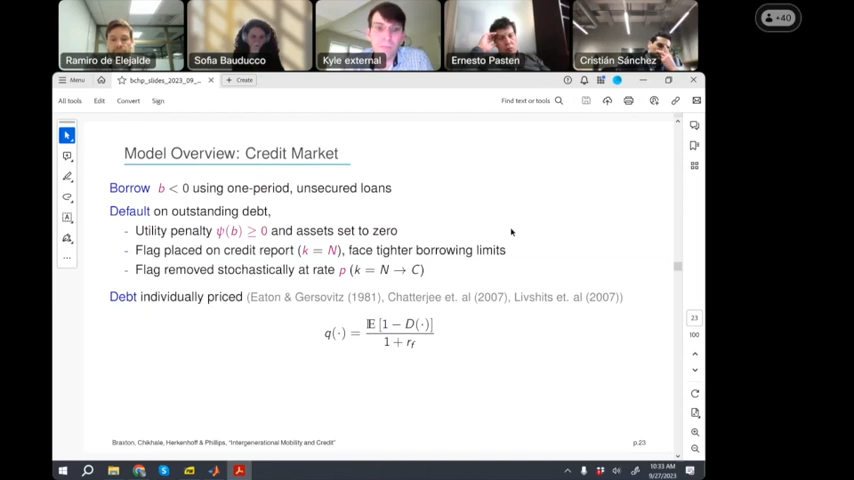 +40
Ramiro de Elejalde
Sofia Bauducco
Kyle external
Ernesto Pasten
Cristián Sánchez
Menu
bchp_slides_2023_09_...
Create
All tools
Edit
Convert
Sign
Find text or tools
Model Overview: Credit Market
Borrow b < 0 using one-period, unsecured loans
Default on outstanding debt,
- Utility penalty ψ(b) ≥ 0 and assets set to zero
- Flag placed on credit report (k = N), face tighter borrowing limits
- Flag removed stochastically at rate p (k = N → C)
Debt individually priced (Eaton & Gersovitz (1981), Chatterjee et. al (2007), Livshits et. al (2007))
q(·) = 𝔼 [1 − D(·)] / 1 + r_f
23
100
Braxton, Chikhale, Herkenhoff & Phillips, "Intergenerational Mobility and Credit"
p.23
10:33 AM
9/27/2023